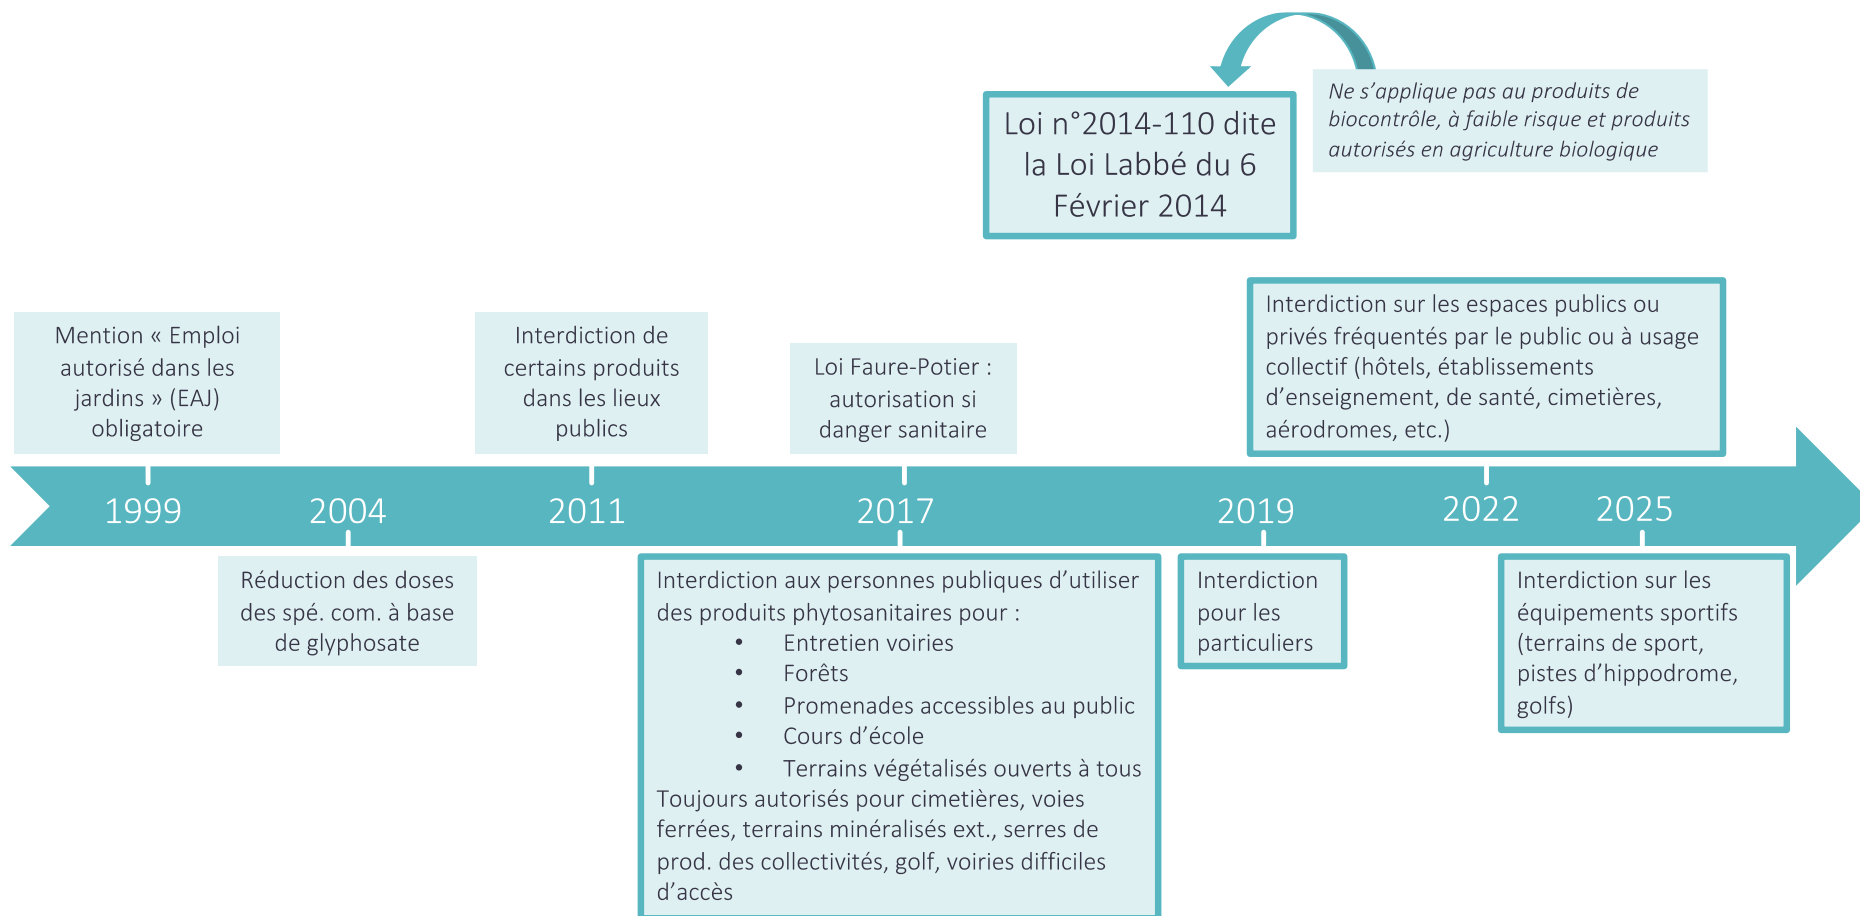 Loi n°2014-110 dite
la Loi Labbé du 6
Février 2014
Ne s'applique pas au produits de
biocontrôle, à faible risque et produits
autorisés en agriculture biologique
Mention « Emploi
autorisé dans les
jardins » (EAJ)
obligatoire
Interdiction de
certains produits
dans les lieux
publics
Loi Faure-Potier :
autorisation si
danger sanitaire
Interdiction sur les espaces publics ou
privés fréquentés par le public ou à usage
collectif (hôtels, établissements
d'enseignement, de santé, cimetières,
aérodromes, etc.)
1999 2004 2011 2017 2019 2022 2025
Réduction des doses
des spé. com. à base
de glyphosate
Interdiction aux personnes publiques d'utiliser
des produits phytosanitaires pour :
• Entretien voiries
• Forêts
• Promenades accessibles au public
• Cours d'école
• Terrains végétalisés ouverts à tous
Toujours autorisés pour cimetières, voies
ferrées, terrains minéralisés ext., serres de
prod. des collectivités, golf, voiries difficiles
d'accès
Interdiction
pour les
particuliers
Interdiction sur les
équipements sportifs
(terrains de sport,
pistes d'hippodrome,
golfs)